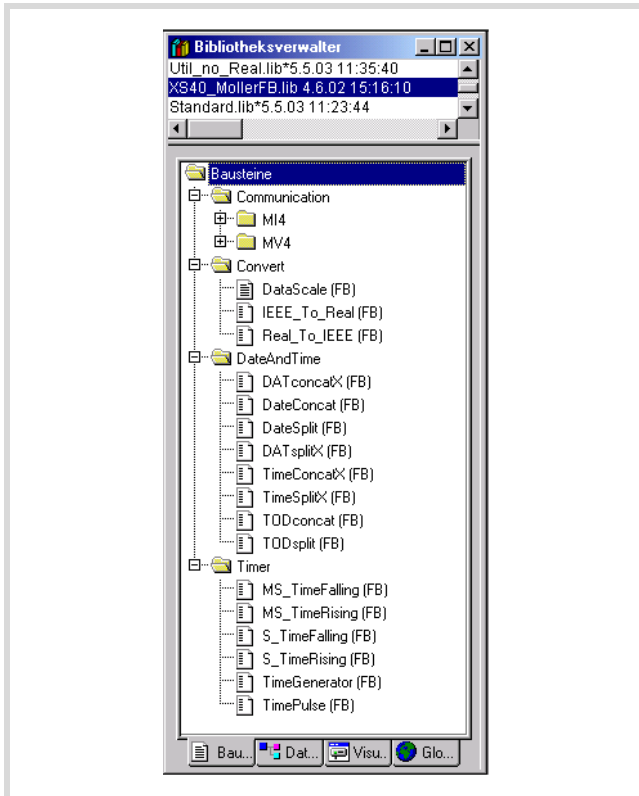 Bibliotheksverwalter
Util_no_Real.lib*5.5.03 11:35:40
XS40_MollerFB.lib 4.6.02 15:16:10
Standard.lib*5.5.03 11:23:44
Bausteine
Communication
MI4
MV4
Convert
DataScale (FB)
IEEE_To_Real (FB)
Real_To_IEEE (FB)
DateAndTime
DATconcatX (FB)
DateConcat (FB)
DateSplit (FB)
DATsplitX (FB)
TimeConcatX (FB)
TimeSplitX (FB)
TODconcat (FB)
TODsplit (FB)
Timer
MS_TimeFalling (FB)
MS_TimeRising (FB)
S_TimeFalling (FB)
S_TimeRising (FB)
TimeGenerator (FB)
TimePulse (FB)
Bau... Dat... Visu.. Glo...